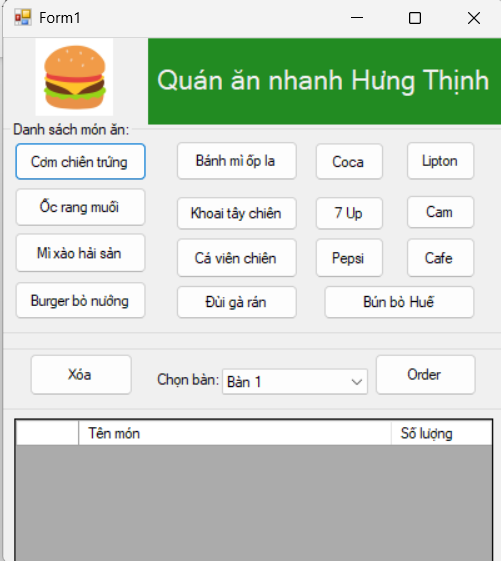 Form1
Quán ăn nhanh Hưng Thịnh
Danh sách món ăn:
Cơm chiên trứng
Bánh mì ốp la
Coca
Lipton
Ốc rang muối
Khoai tây chiên
7 Up
Cam
Mì xào hải sản
Cá viên chiên
Pepsi
Cafe
Burger bò nướng
Đùi gà rán
Bún bò Huế
Xóa
Chọn bàn:
Bàn 1
Order
Tên món
Số lượng